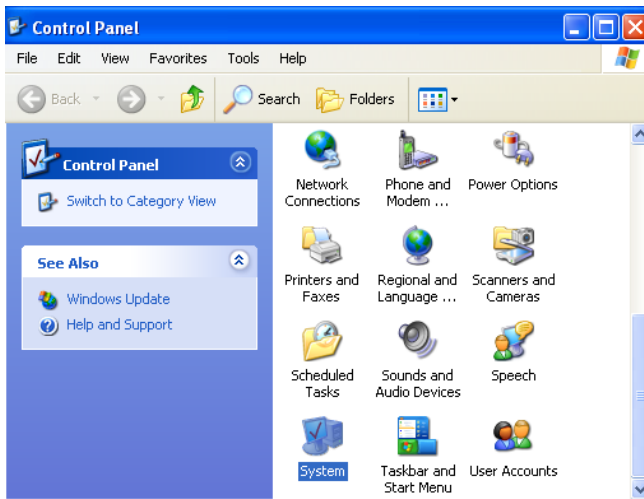 Control Panel
File Edit View Favorites Tools Help
Back Search Folders
Control Panel
Switch to Category View
See Also
Windows Update
Help and Support
Network
Connections
Phone and
Modem ...
Power Options
Printers and
Faxes
Regional and
Language ...
Scanners and
Cameras
Scheduled
Tasks
Sounds and
Audio Devices
Speech
System
Taskbar and
Start Menu
User Accounts